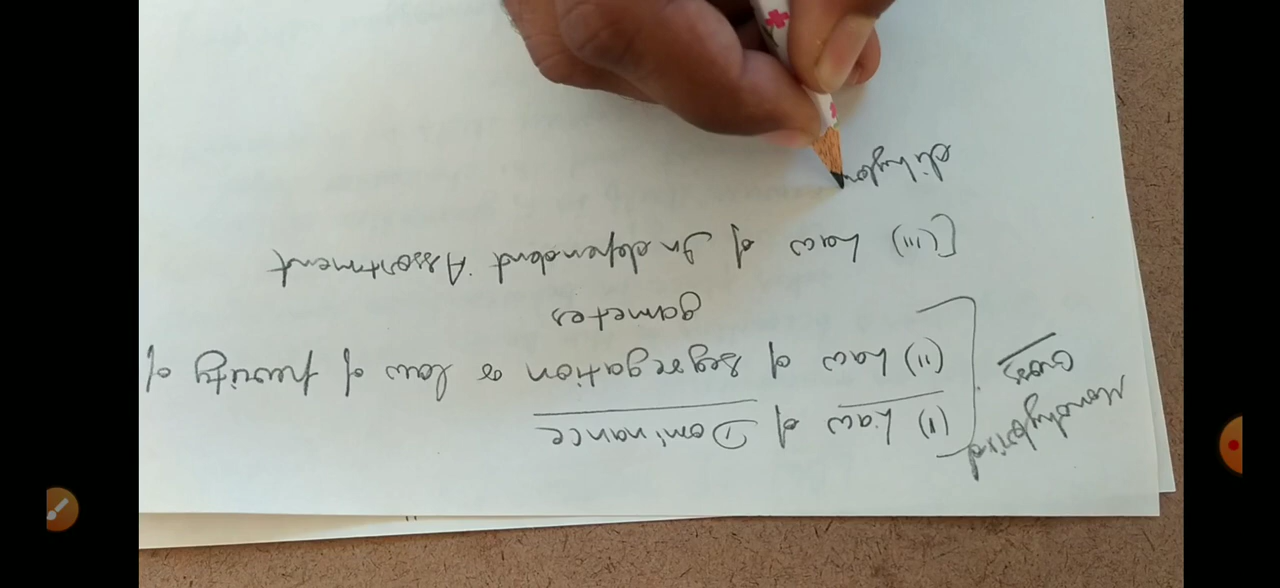 Monohybrid
Cross
(i) Law of Dominance
(ii) Law of segregation or law of purity of
gametes
[(iii) Law of Independent Assortment